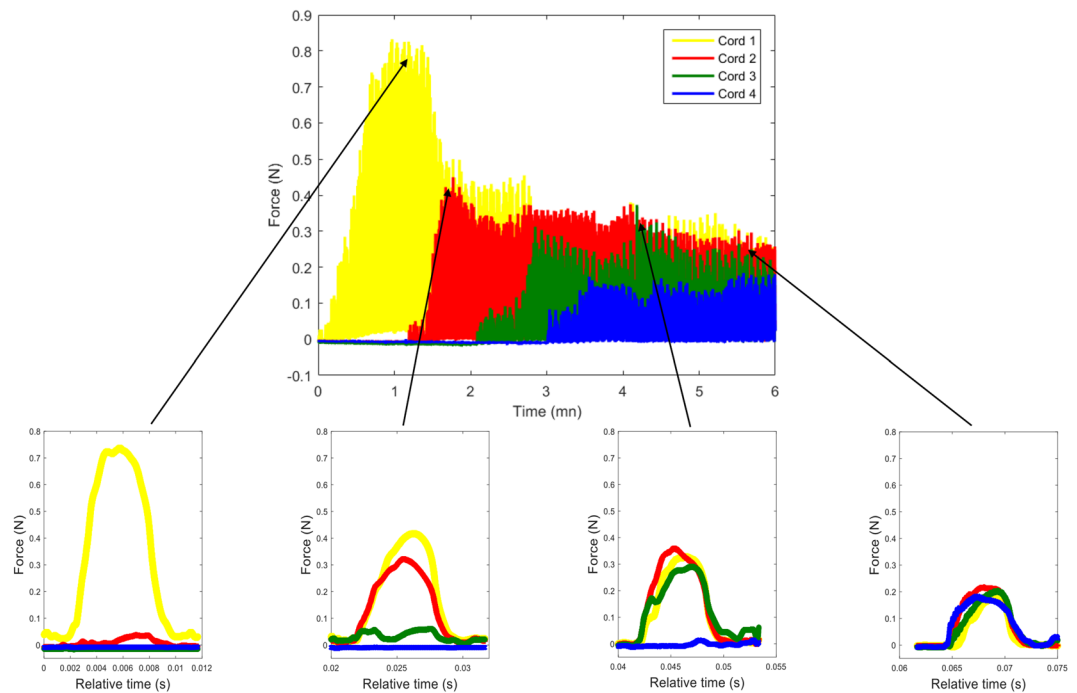 0.9
0.8
0.7
0.6
0.5
0.4
0.3
0.2
0.1
0
-0.1
Force (N)
0 1 2 3 4 5 6
Time (mn)
Cord 1
Cord 2
Cord 3
Cord 4
0.8
0.7
0.6
0.5
0.4
0.3
0.2
0.1
0
Force (N)
0 0.002 0.004 0.006 0.008 0.01 0.012
Relative time (s)
0.8
0.7
0.6
0.5
0.4
0.3
0.2
0.1
0
Force (N)
0.02 0.025 0.03
Relative time (s)
0.8
0.7
0.6
0.5
0.4
0.3
0.2
0.1
0
Force (N)
0.04 0.045 0.05 0.055
Relative time (s)
0.8
0.7
0.6
0.5
0.4
0.3
0.2
0.1
0
Force (N)
0.06 0.065 0.07 0.075
Relative time (s)